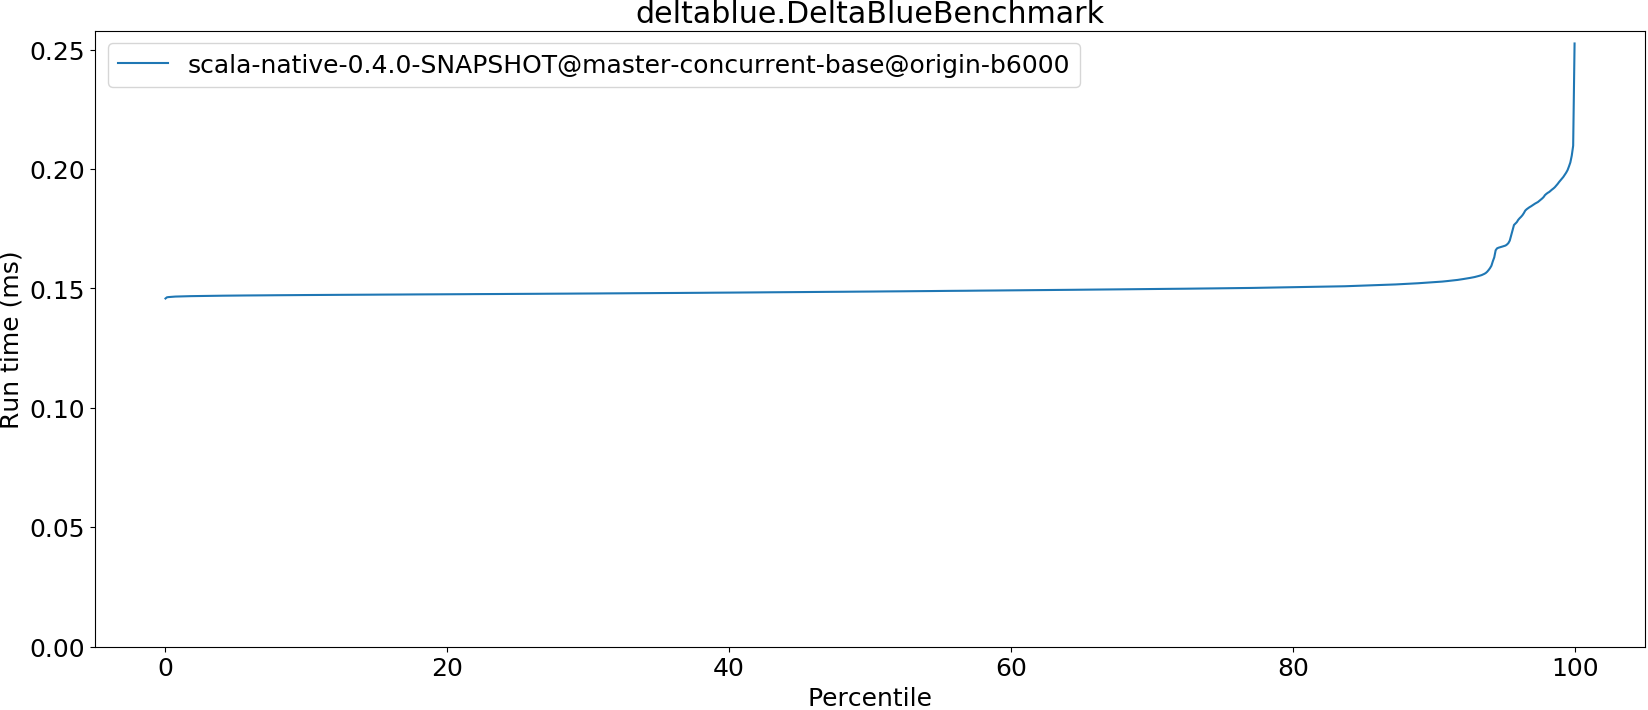 deltablue.DeltaBlueBenchmark
scala-native-0.4.0-SNAPSHOT@master-concurrent-base@origin-b6000
Run time (ms)
0.25
0.20
0.15
0.10
0.05
0.00
0 20 40 60 80 100
Percentile